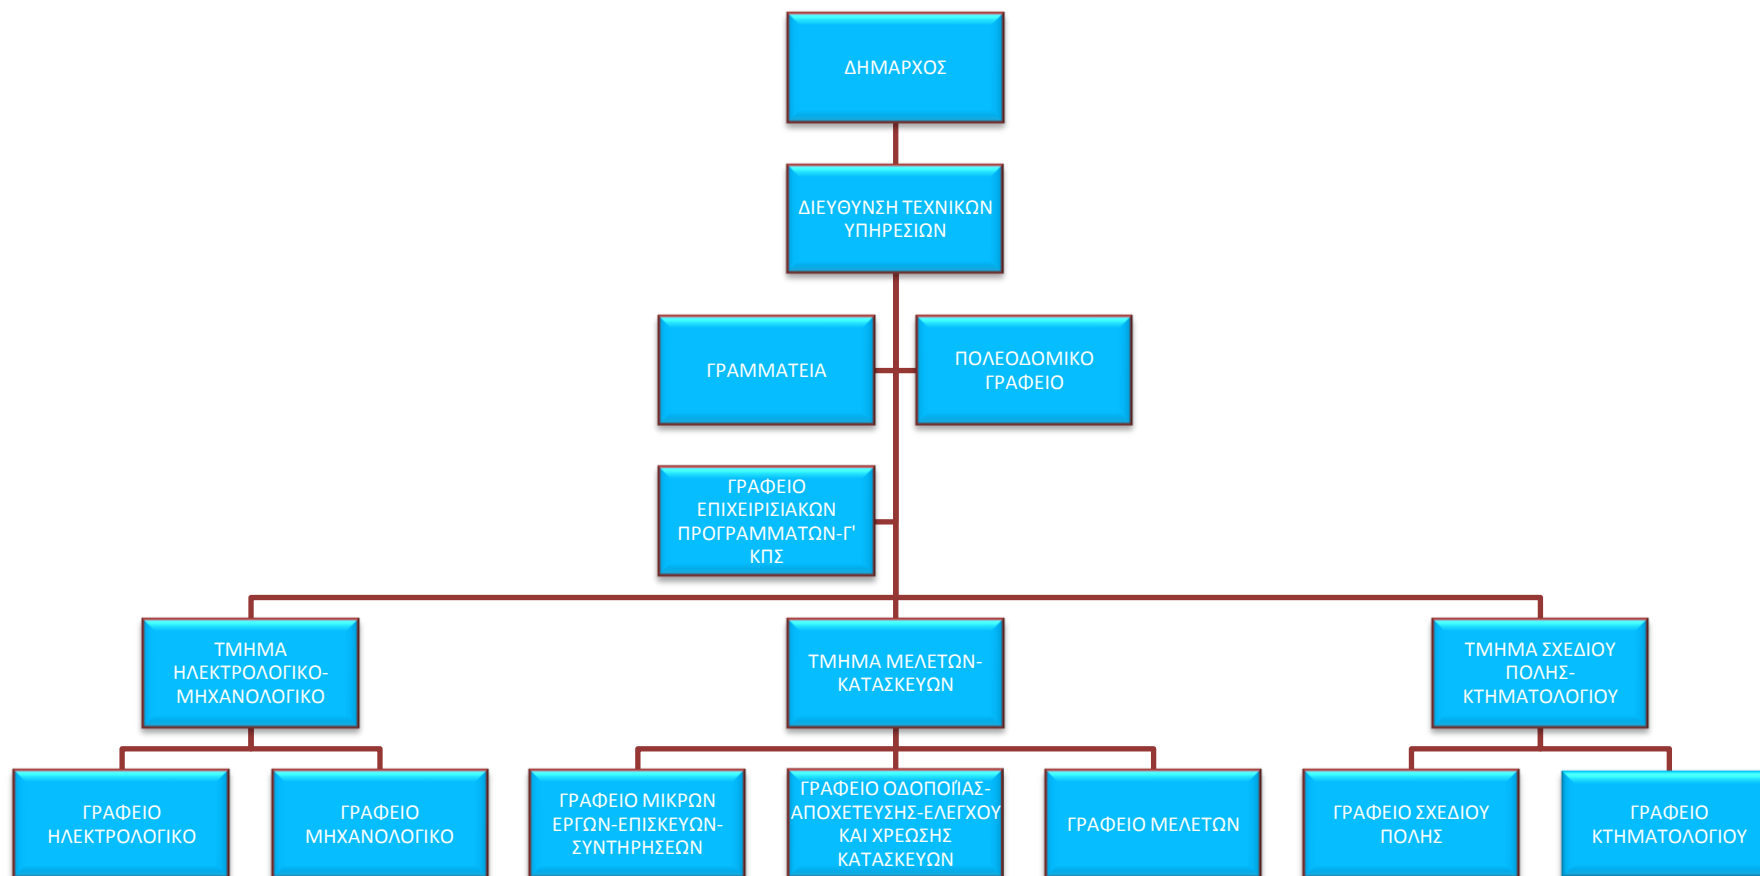 ΔΗΜΑΡΧΟΣ
ΔΙΕΥΘΥΝΣΗ ΤΕΧΝΙΚΩΝ
ΥΠΗΡΕΣΙΩΝ
ΓΡΑΜΜΑΤΕΙΑ
ΠΟΛΕΟΔΟΜΙΚΟ
ΓΡΑΦΕΙΟ
ΓΡΑΦΕΙΟ
ΕΠΙΧΕΙΡΙΣΙΑΚΩΝ
ΠΡΟΓΡΑΜΜΑΤΩΝ-Γ'
ΚΠΣ
ΤΜΗΜΑ
ΗΛΕΚΤΡΟΛΟΓΙΚΟ-
ΜΗΧΑΝΟΛΟΓΙΚΟ
ΤΜΗΜΑ ΜΕΛΕΤΩΝ-
ΚΑΤΑΣΚΕΥΩΝ
ΤΜΗΜΑ ΣΧΕΔΙΟΥ
ΠΟΛΗΣ-
ΚΤΗΜΑΤΟΛΟΓΙΟΥ
ΓΡΑΦΕΙΟ
ΗΛΕΚΤΡΟΛΟΓΙΚΟ
ΓΡΑΦΕΙΟ
ΜΗΧΑΝΟΛΟΓΙΚΟ
ΓΡΑΦΕΙΟ ΜΙΚΡΩΝ
ΕΡΓΩΝ-ΕΠΙΣΚΕΥΩΝ-
ΣΥΝΤΗΡΗΣΕΩΝ
ΓΡΑΦΕΙΟ ΟΔΟΠΟΪΙΑΣ-
ΑΠΟΧΕΤΕΥΣΗΣ-ΕΛΕΓΧΟΥ
ΚΑΙ ΧΡΕΩΣΗΣ
ΚΑΤΑΣΚΕΥΩΝ
ΓΡΑΦΕΙΟ ΜΕΛΕΤΩΝ
ΓΡΑΦΕΙΟ ΣΧΕΔΙΟΥ
ΠΟΛΗΣ
ΓΡΑΦΕΙΟ
ΚΤΗΜΑΤΟΛΟΓΙΟΥ